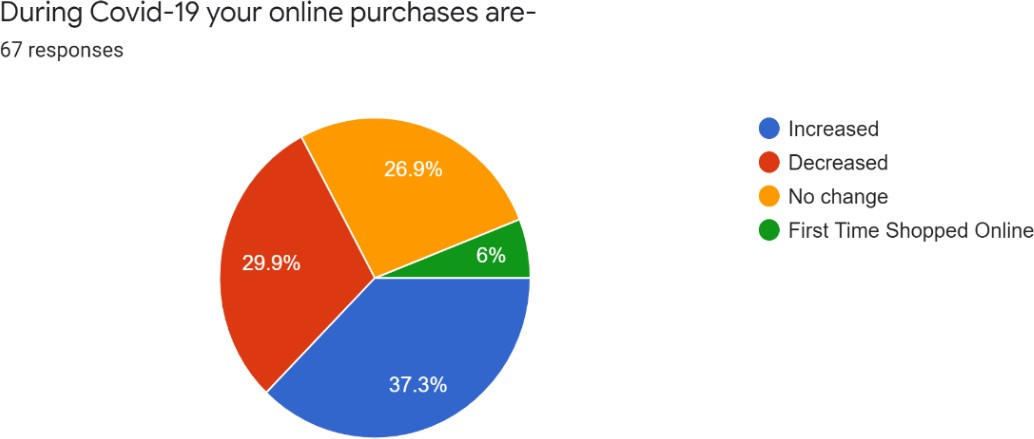 During Covid-19 your online purchases are-
67 responses
Increased
Decreased
No change
First Time Shopped Online
26.9%
6%
29.9%
37.3%